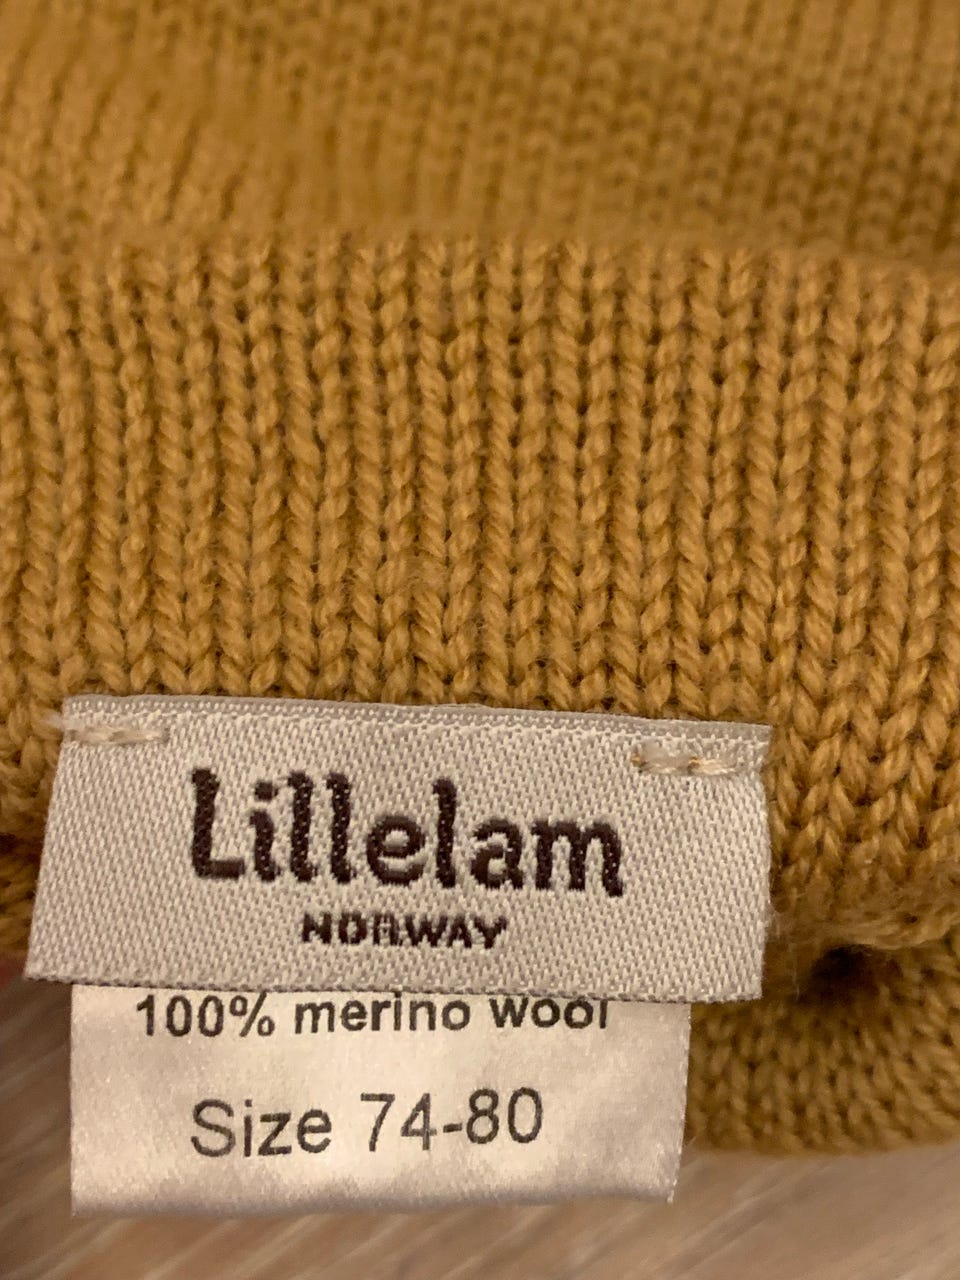 Lillelam
NORWAY
100% merino wool
Size 74-80